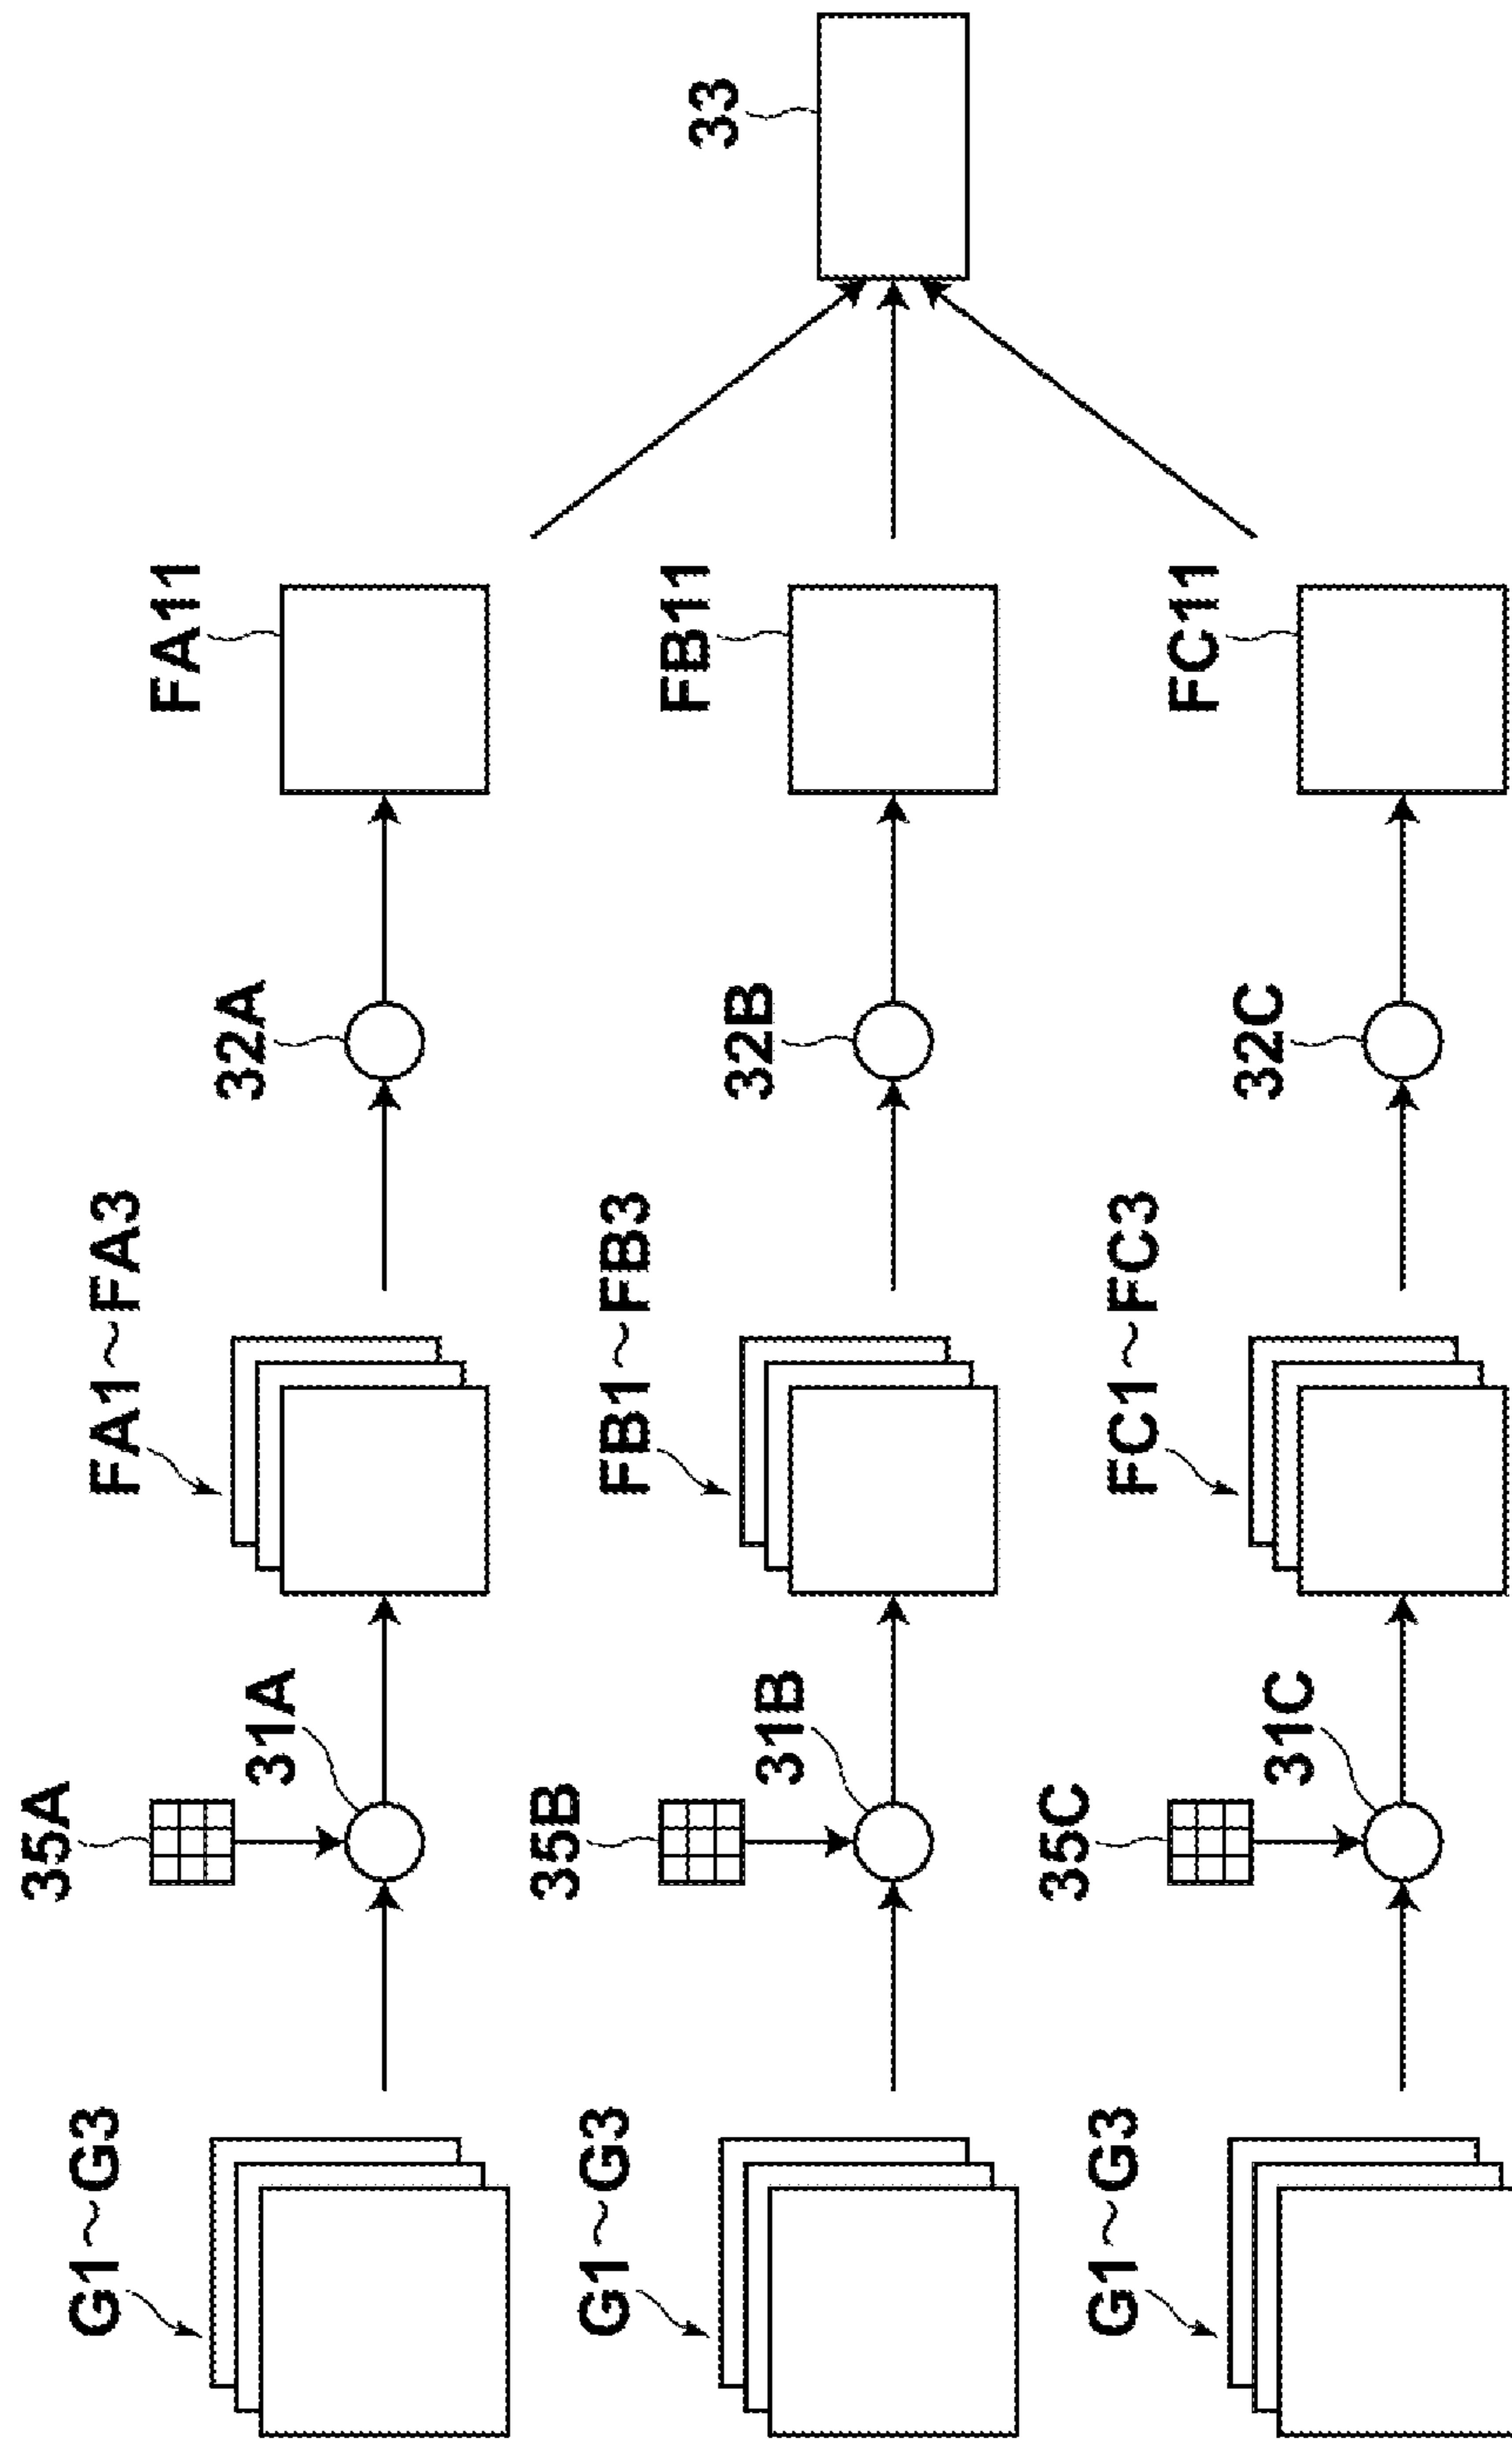 G1~G3
35A
31A
FA1~FA3
32A
FA11
G1~G3
35B
31B
FB1~FB3
32B
FB11
33
G1~G3
35C
31C
FC1~FC3
32C
FC11